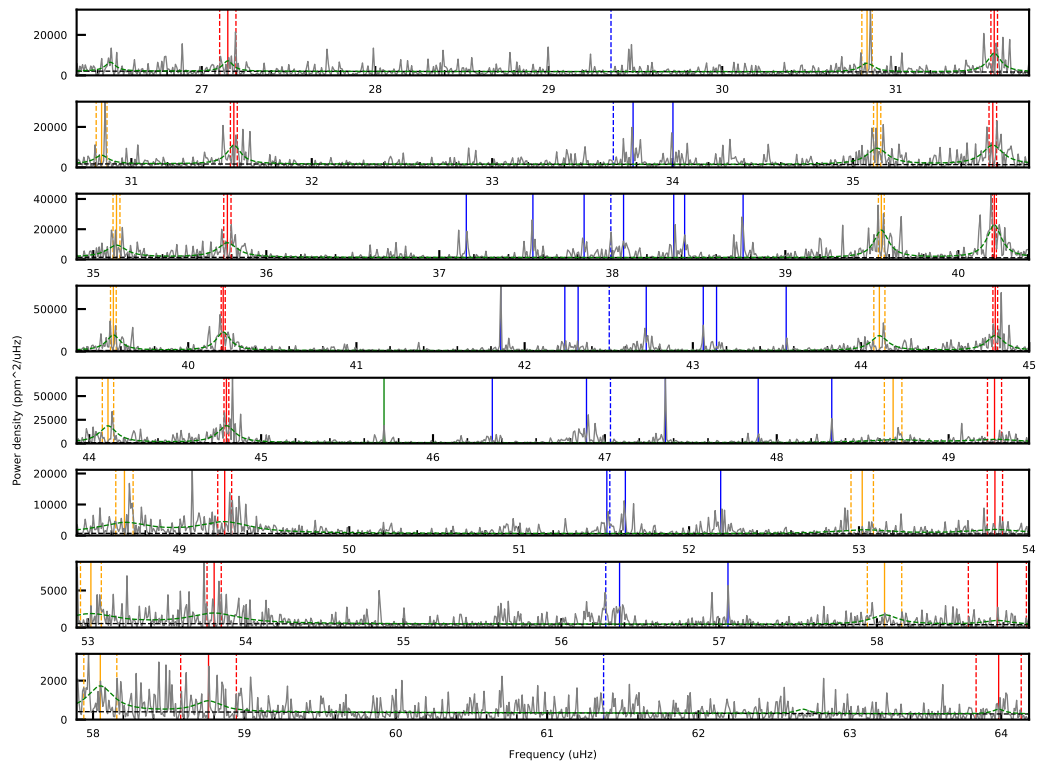 20000
0
27 28 29 30 31
20000
0
31 32 33 34 35
40000
20000
0
35 36 37 38 39 40
50000
0
40 41 42 43 44 45
50000
25000
0
44 45 46 47 48 49
20000
10000
0
49 50 51 52 53 54
5000
0
53 54 55 56 57 58
2000
0
58 59 60 61 62 63 64
Power density (ppm^2/uHz)
Frequency (uHz)